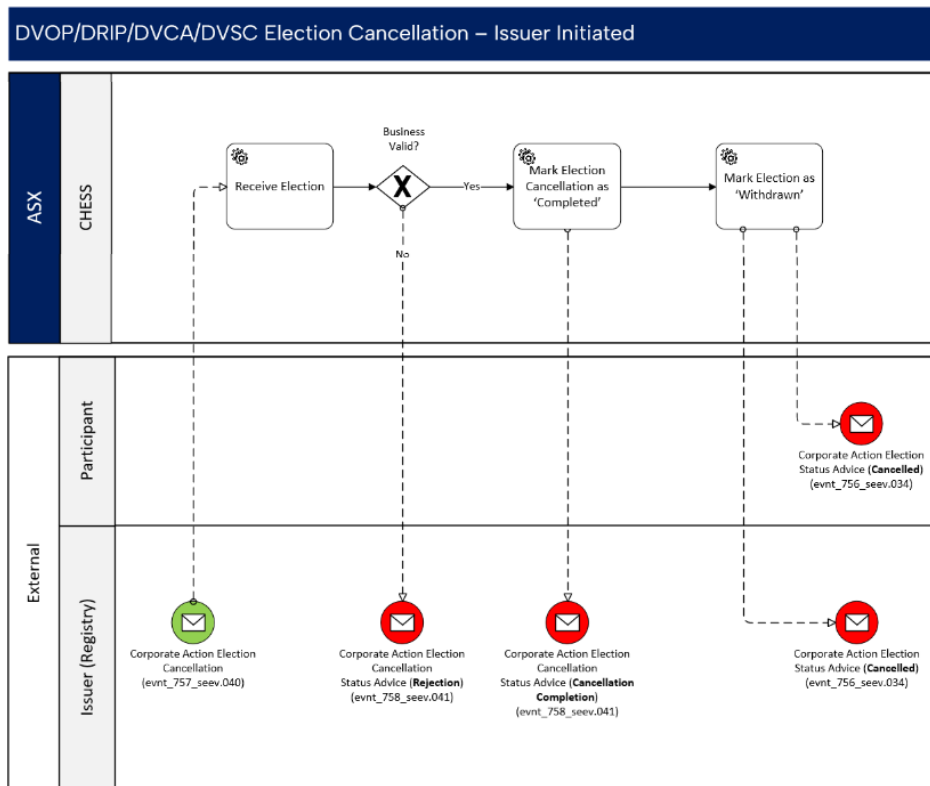 DVOP/DRIP/DVCA/DVSC Election Cancellation – Issuer Initiated
ASX
CHESS
Business
Valid?
Receive Election
X
Yes
No
Mark Election
Cancellation as
'Completed'
Mark Election as
'Withdrawn'
External
Participant
Corporate Action Election
Status Advice (Cancelled)
(evnt_756_seev.034)
Issuer (Registry)
Corporate Action Election
Cancellation
(evnt_757_seev.040)
Corporate Action Election
Cancellation
Status Advice (Rejection)
(evnt_758_seev.041)
Corporate Action Election
Cancellation
Status Advice (Cancellation
Completion)
(evnt_758_seev.041)
Corporate Action Election
Status Advice (Cancelled)
(evnt_756_seev.034)